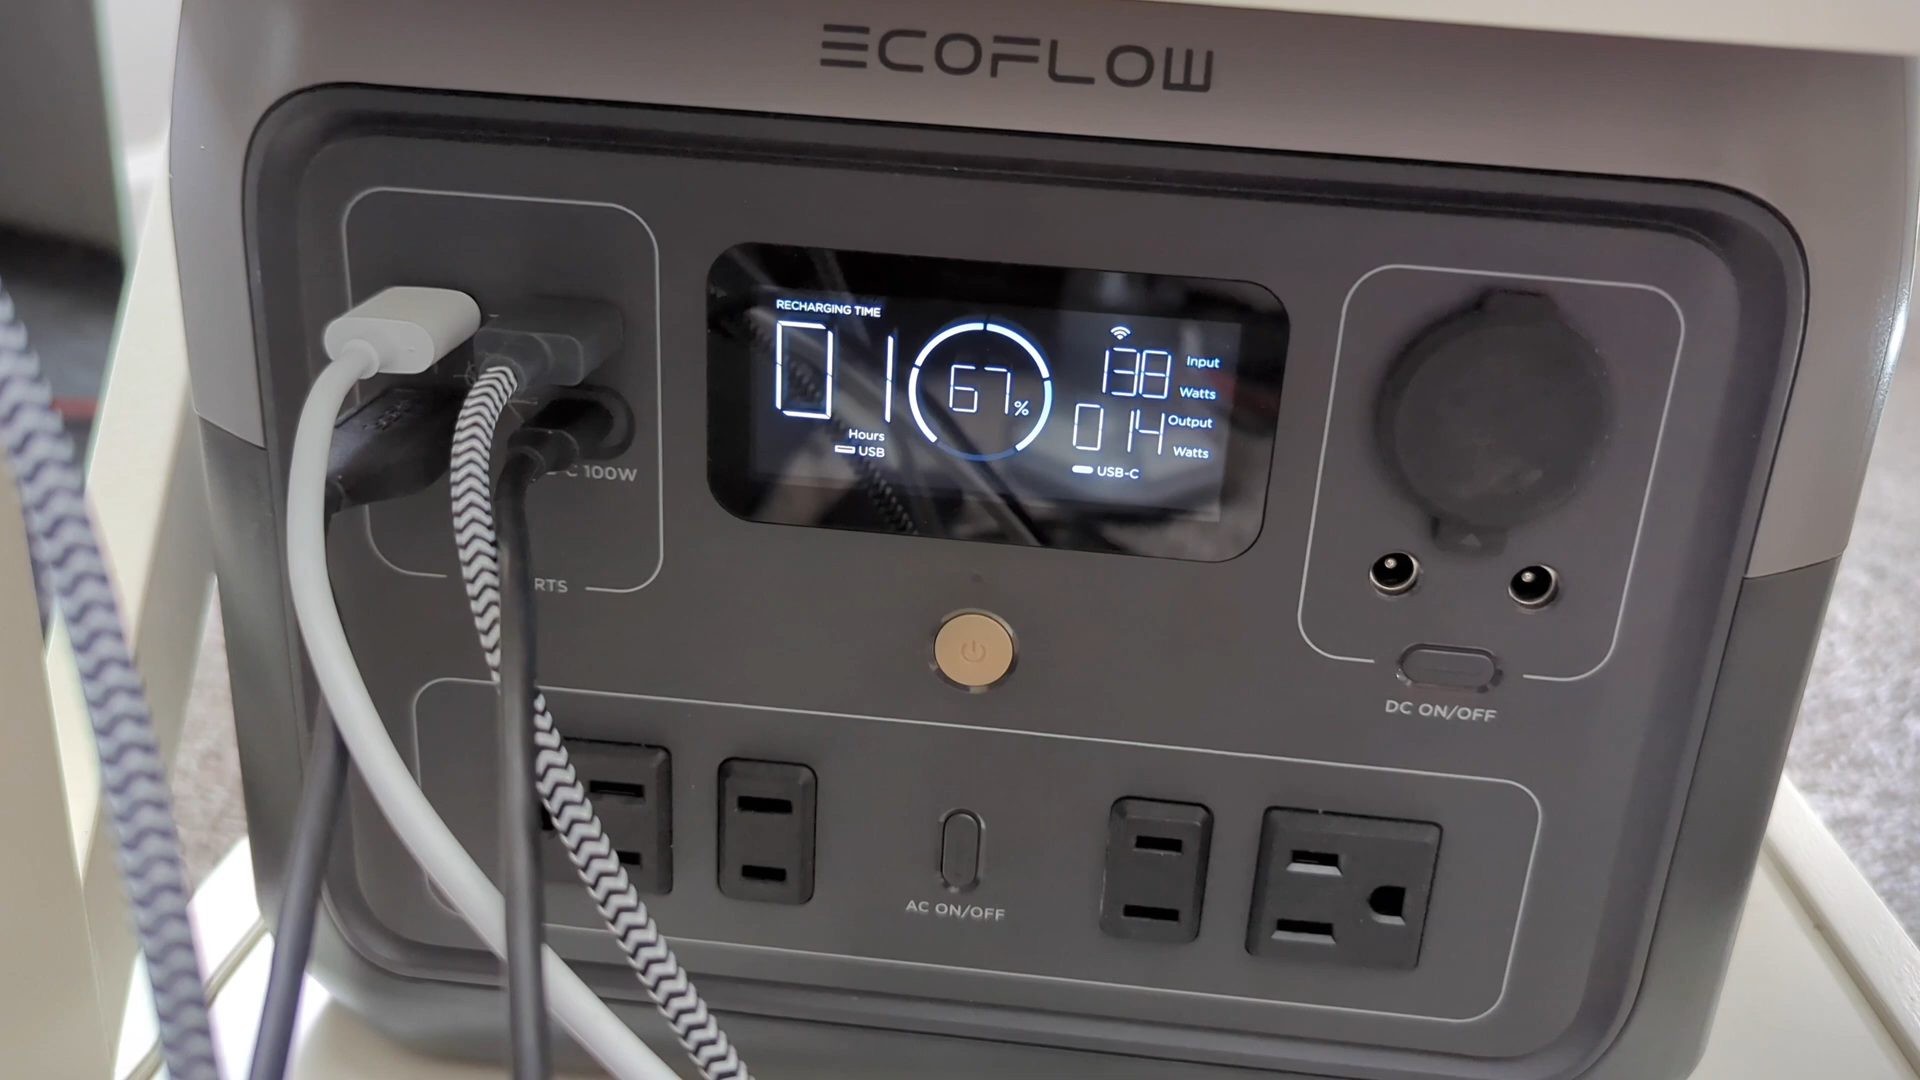 ECOFLOW
RECHARGING TIME
01
Hours
USB
67%
138 Input
Watts
014 Output
Watts
USB-C
C 100W
RTS
DC ON/OFF
AC ON/OFF